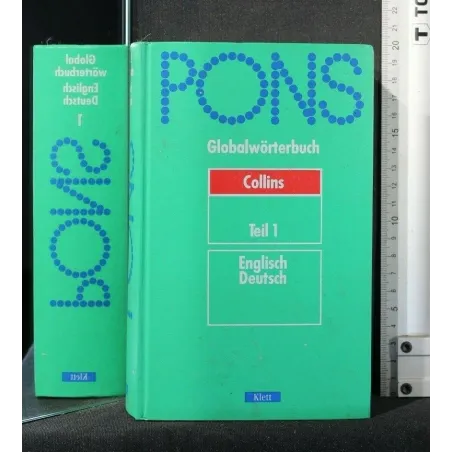 Global
wörterbuch
Englisch
Deutsch
1
PONS
Klett
PONS
Globalwörterbuch
Collins
Teil 1
Englisch
Deutsch
Klett